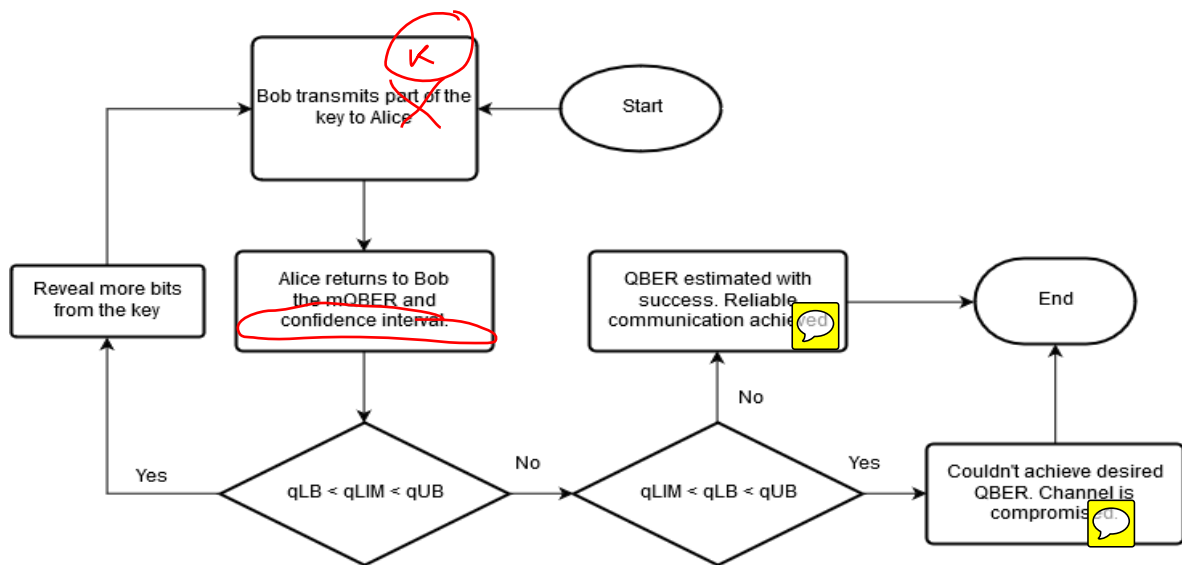 K
Bob transmits part of the
key to Alice
Start
Reveal more bits
from the key
Alice returns to Bob
the mQBER and
confidence interval.
QBER estimated with
success. Reliable
communication achieved
End
No
Yes
No
Yes
qLB < qLIM < qUB
qLIM < qLB < qUB
Couldn't achieve desired
QBER. Channel is
compromised.